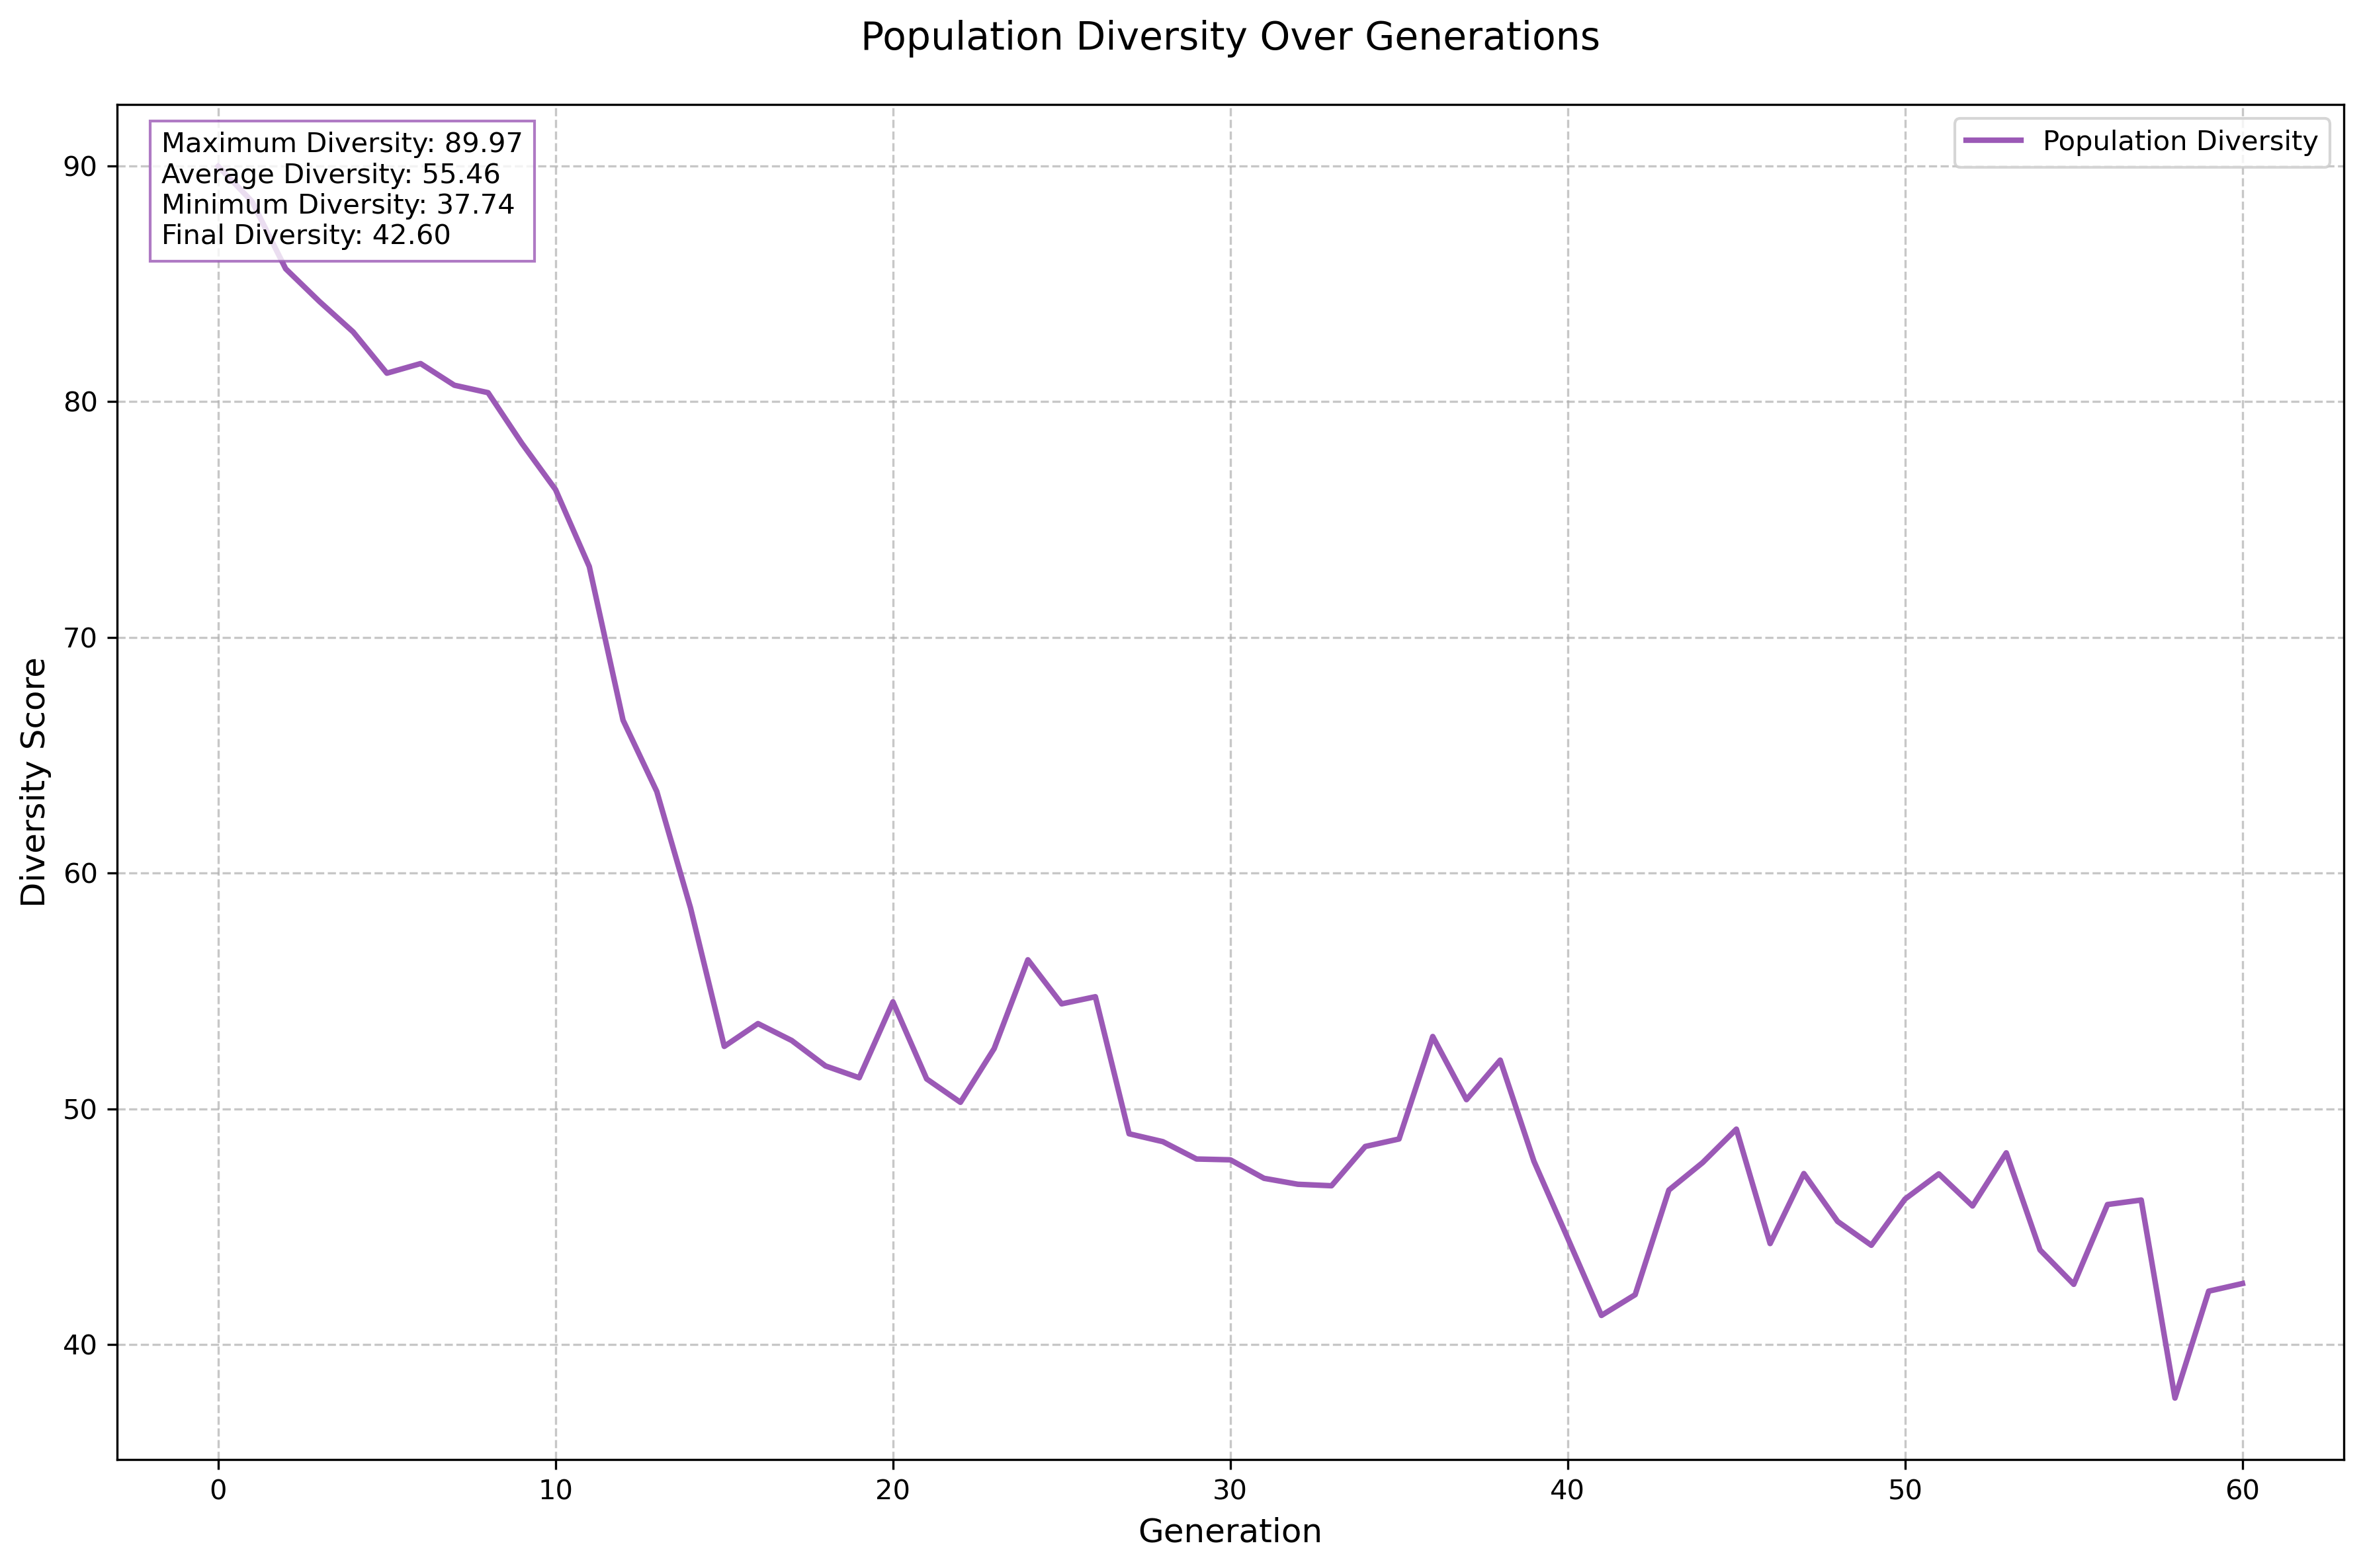 Population Diversity Over Generations
Maximum Diversity: 89.97
Average Diversity: 55.46
Minimum Diversity: 37.74
Final Diversity: 42.60
Population Diversity
90
80
70
60
50
40
Diversity Score
0 10 20 30 40 50 60
Generation